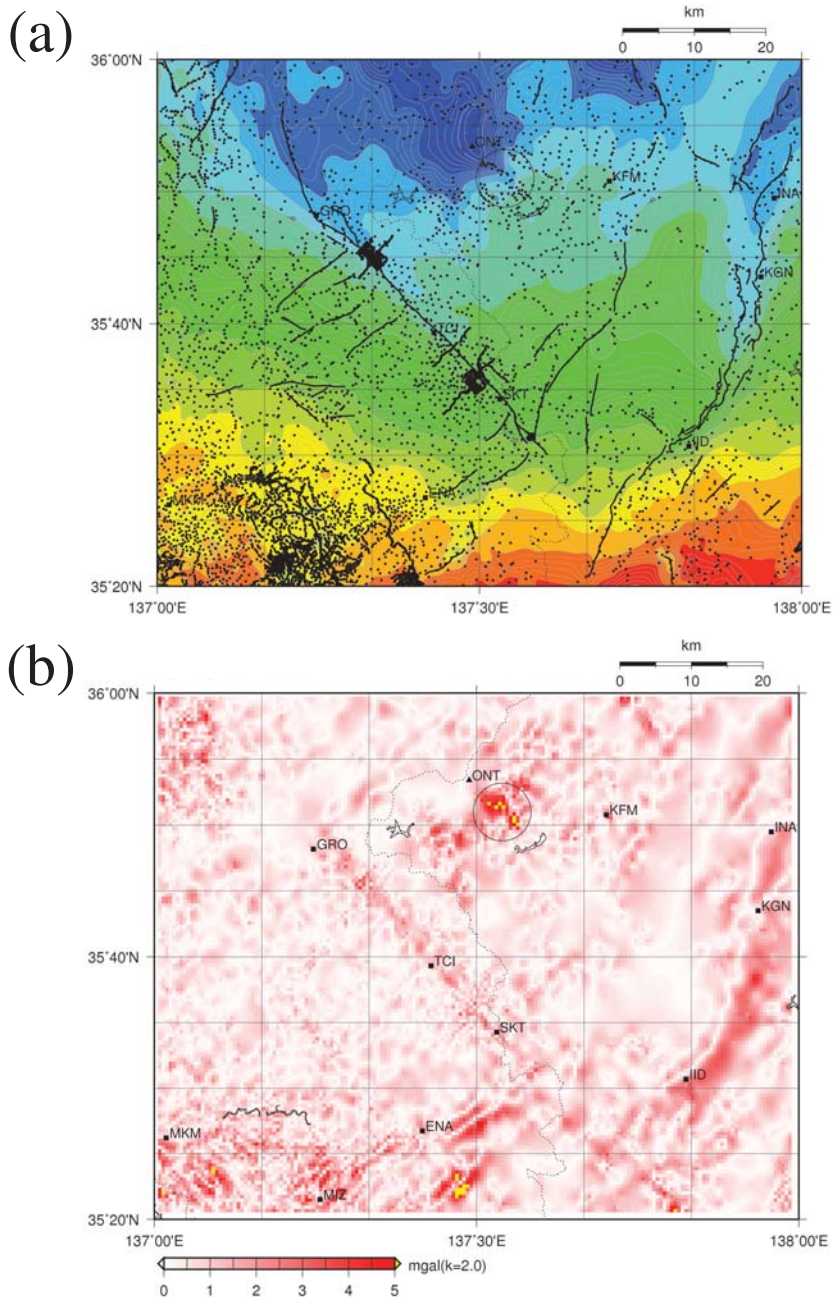 (a)
km
0 10 20
36°00'N
ONT
KFM
INA
GRO
KGN
35°40'N
TCI
SKT
IID
ENA
MKM
35°20'N
137°00'E 137°30'E 138°00'E
(b)
km
0 10 20
36°00'N
ONT
KFM
INA
GRO
KGN
35°40'N
TCI
SKT
IID
ENA
MKM
MIZ
35°20'N
137°00'E 137°30'E 138°00'E
mgal(k=2.0)
0 1 2 3 4 5